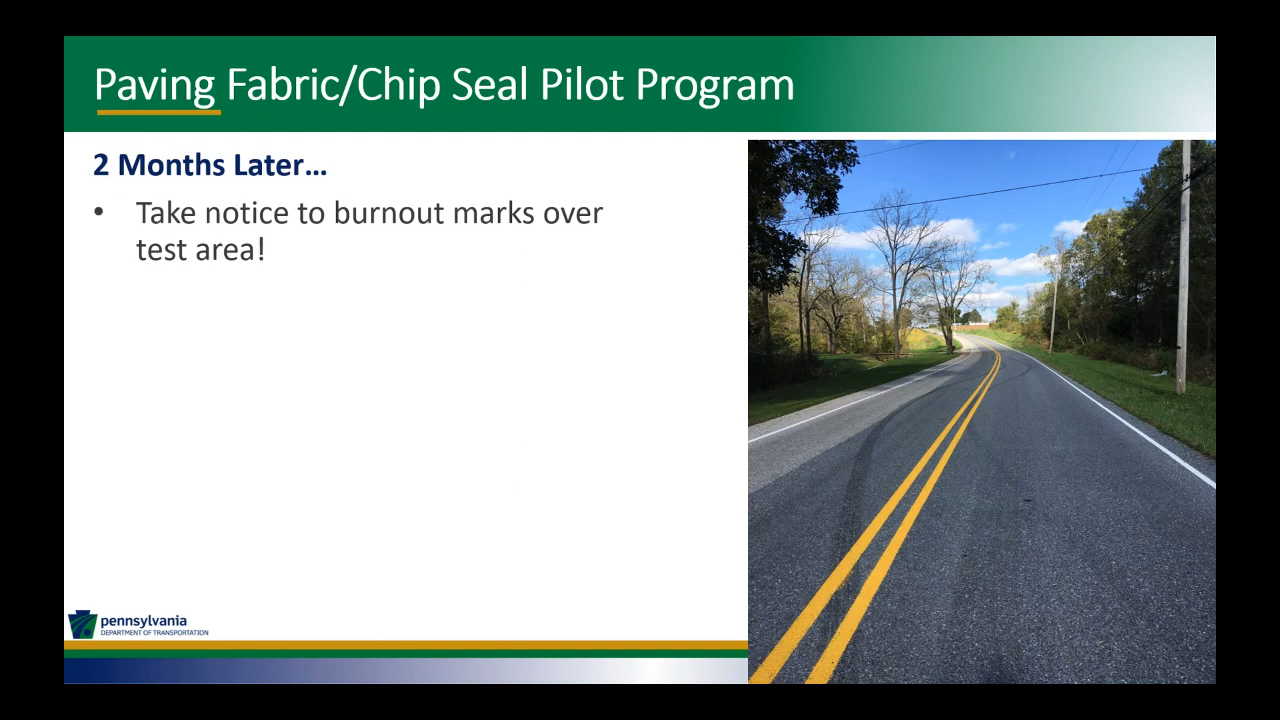 Paving Fabric/Chip Seal Pilot Program
2 Months Later…
• Take notice to burnout marks over
test area!
pennsylvania
DEPARTMENT OF TRANSPORTATION